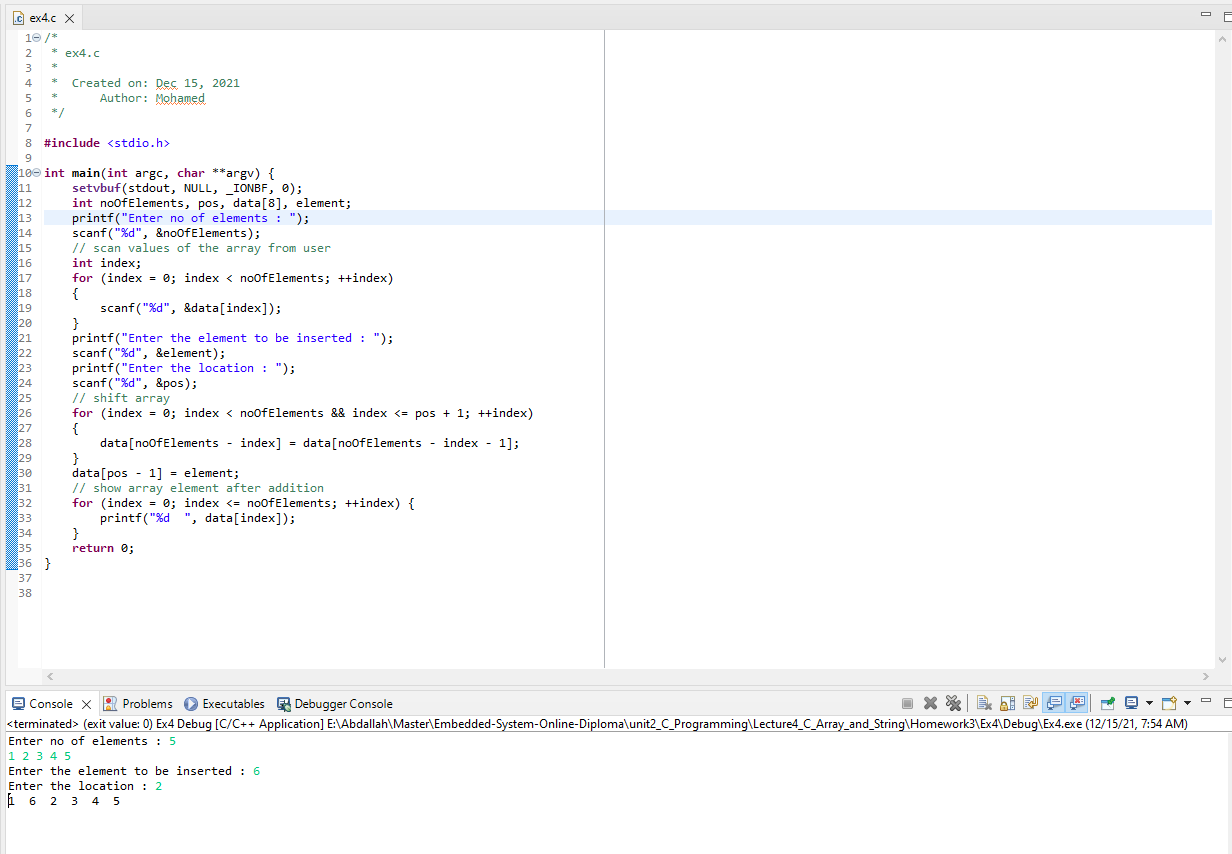 ex4.c
1 /*
2  * ex4.c
3  *
4  *  Created on: Dec 15, 2021
5  *      Author: Mohamed
6  */
7
8 #include <stdio.h>
9
10 int main(int argc, char **argv) {
11     setvbuf(stdout, NULL, _IONBF, 0);
12     int noOfElements, pos, data[8], element;
13     printf("Enter no of elements : ");
14     scanf("%d", &noOfElements);
15     // scan values of the array from user
16     int index;
17     for (index = 0; index < noOfElements; ++index)
18     {
19         scanf("%d", &data[index]);
20     }
21     printf("Enter the element to be inserted : ");
22     scanf("%d", &element);
23     printf("Enter the location : ");
24     scanf("%d", &pos);
25     // shift array
26     for (index = 0; index < noOfElements && index <= pos + 1; ++index)
27     {
28         data[noOfElements - index] = data[noOfElements - index - 1];
29     }
30     data[pos - 1] = element;
31     // show array element after addition
32     for (index = 0; index <= noOfElements; ++index) {
33         printf("%d  ", data[index]);
34     }
35     return 0;
36 }
37
38
Console Problems Executables Debugger Console
<terminated> (exit value: 0) Ex4 Debug [C/C++ Application] E:\Abdallah\Master\Embedded-System-Online-Diploma\unit2_C_Programming\Lecture4_C_Array_and_String\Homework3\Ex4\Debug\Ex4.exe (12/15/21, 7:54 AM)
Enter no of elements : 5
1 2 3 4 5
Enter the element to be inserted : 6
Enter the location : 2
1  6  2  3  4  5